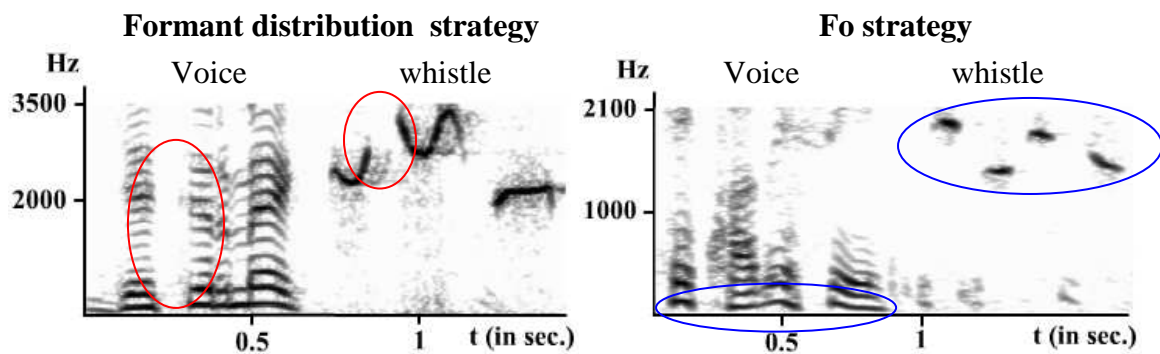 Formant distribution strategy
Hz
Voice
whistle
3500
2000
0.5
1
t (in sec.)
Fo strategy
Hz
Voice
whistle
2100
1000
0.5
1
t (in sec.)